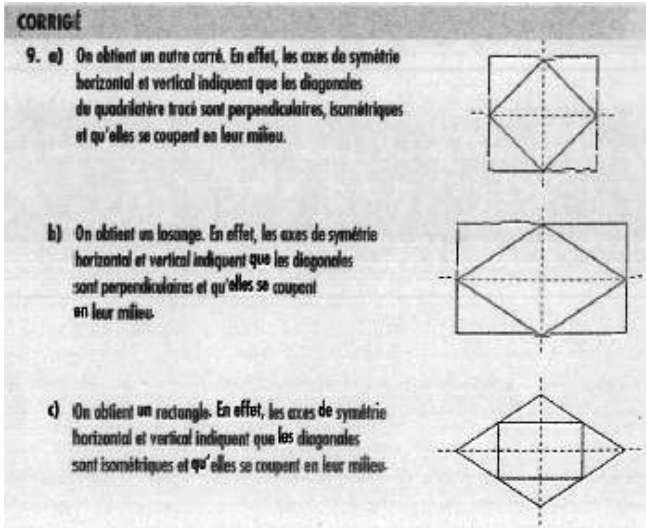 CORRIGÉ
9. a) On obtient un autre carré. En effet, les axes de symétrie
horizontal et vertical indiquent que les diagonales
du quadrilatère tracé sont perpendiculaires, isométriques
et qu'elles se coupent en leur milieu.
b) On obtient un losange. En effet, les axes de symétrie
horizontal et vertical indiquent que les diagonales
sont perpendiculaires et qu'elles se coupent
en leur milieu.
c) On obtient un rectangle. En effet, les axes de symétrie
horizontal et vertical indiquent que les diagonales
sont isométriques et qu'elles se coupent en leur milieu.